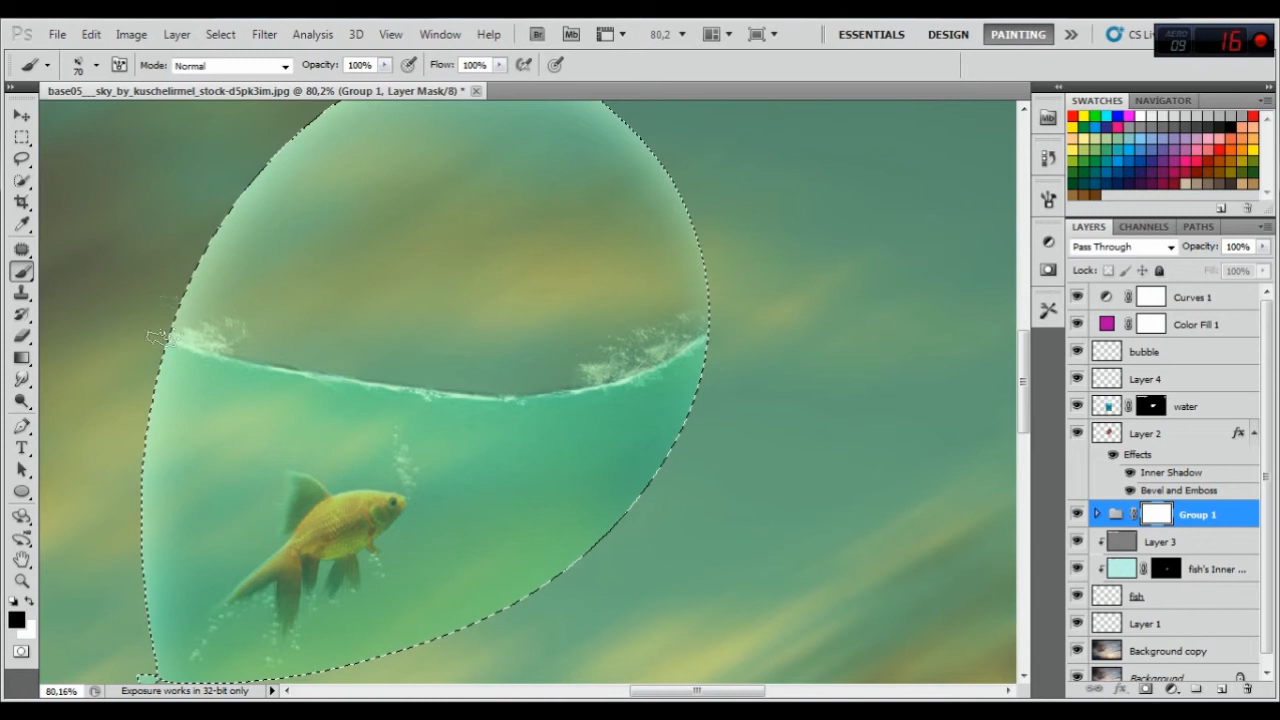 Ps File Edit Image Layer Select Filter Analysis 3D View Window Help Br Mb 80,2 ESSENTIALS DESIGN PAINTING CS Li
AERO 09 16
70 Mode: Normal Opacity: 100% Flow: 100%
base05___sky_by_kuschelirmel_stock-d5pk3im.jpg @ 80,2% (Group 1, Layer Mask/8) *
SWATCHES NAVIGATOR
Mb
LAYERS CHANNELS PATHS
Pass Through Opacity: 100%
Lock: Fill: 100%
Curves 1
Color Fill 1
bubble
Layer 4
water
Layer 2 fx
Effects
Inner Shadow
Bevel and Emboss
Group 1
Layer 3
fish's Inner ...
fish
Layer 1
Background copy
Background
80,16% Exposure works in 32-bit only